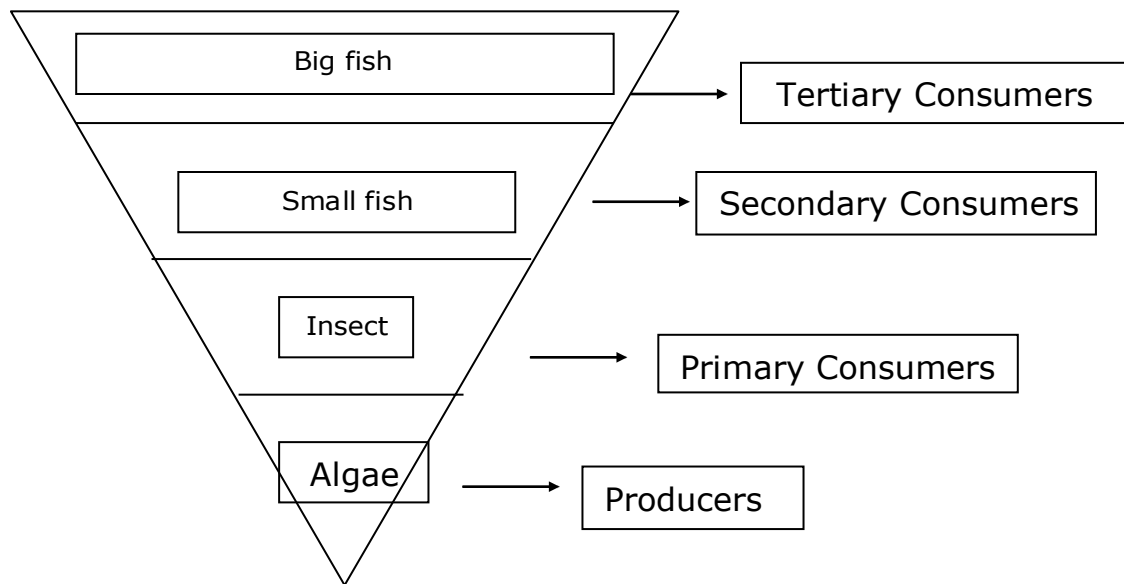 Big fish
Tertiary Consumers
Small fish
Secondary Consumers
Insect
Primary Consumers
Algae
Producers